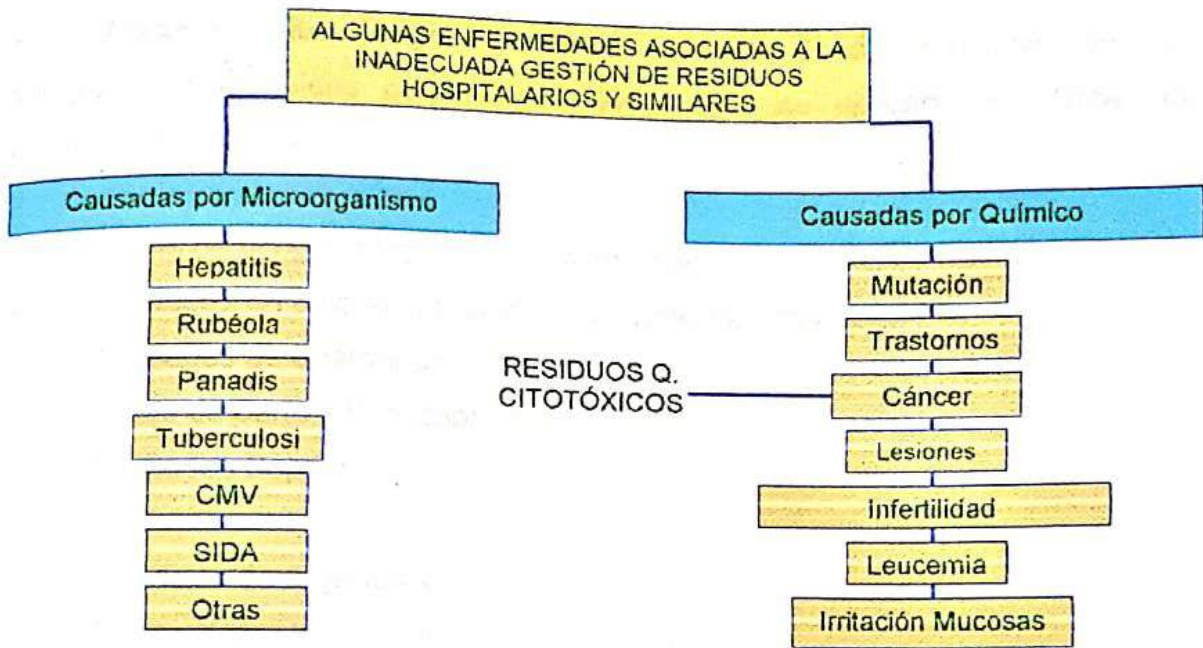 ALGUNAS ENFERMEDADES ASOCIADAS A LA
INADECUADA GESTIÓN DE RESIDUOS
HOSPITALARIOS Y SIMILARES
Causadas por Microorganismo
Hepatitis
Rubéola
Panadis
Tuberculosi
CMV
SIDA
Otras
Causadas por Químico
Mutación
Trastornos
RESIDUOS Q.
CITOTÓXICOS
Cáncer
Lesiones
Infertilidad
Leucemia
Irritación Mucosas